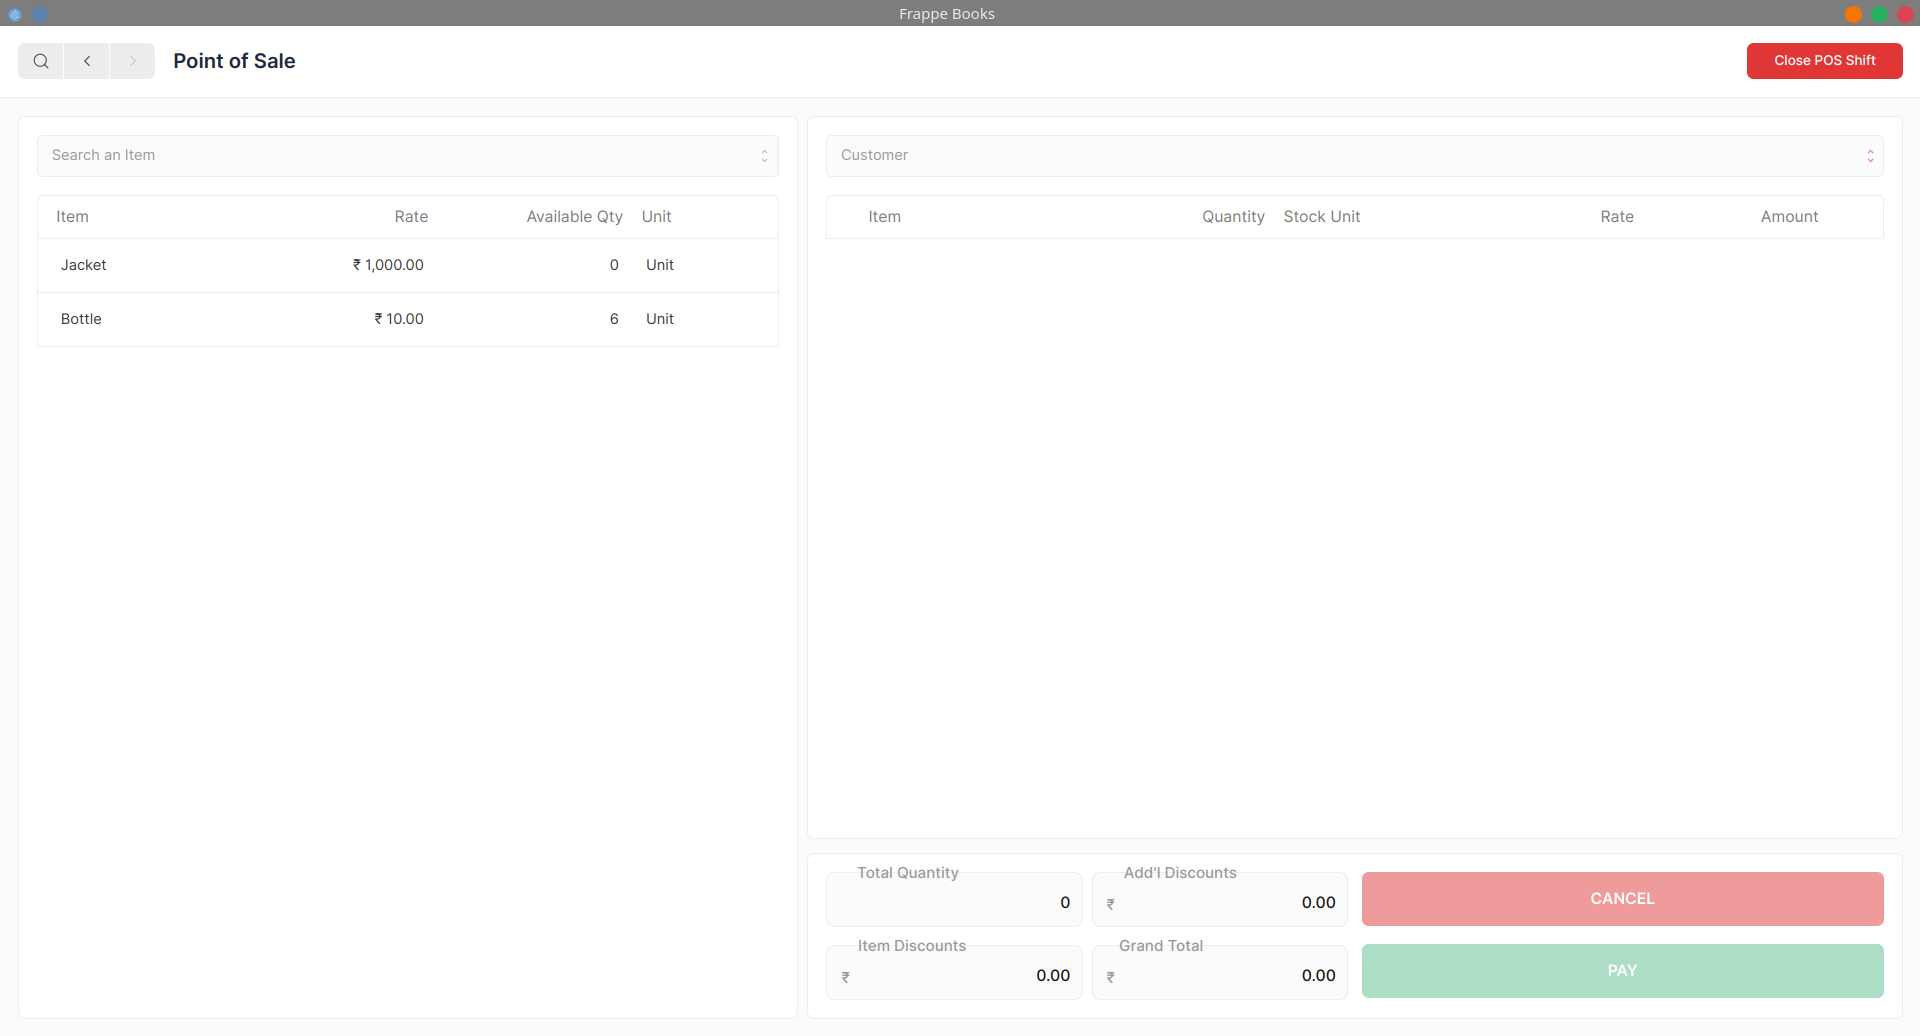 Frappe Books
Point of Sale
Close POS Shift
Search an Item
Item Rate Available Qty Unit
Jacket ₹ 1,000.00 0 Unit
Bottle ₹ 10.00 6 Unit
Customer
Item Quantity Stock Unit Rate Amount
Total Quantity
0
Add'l Discounts
₹ 0.00
CANCEL
Item Discounts
₹ 0.00
Grand Total
₹ 0.00
PAY